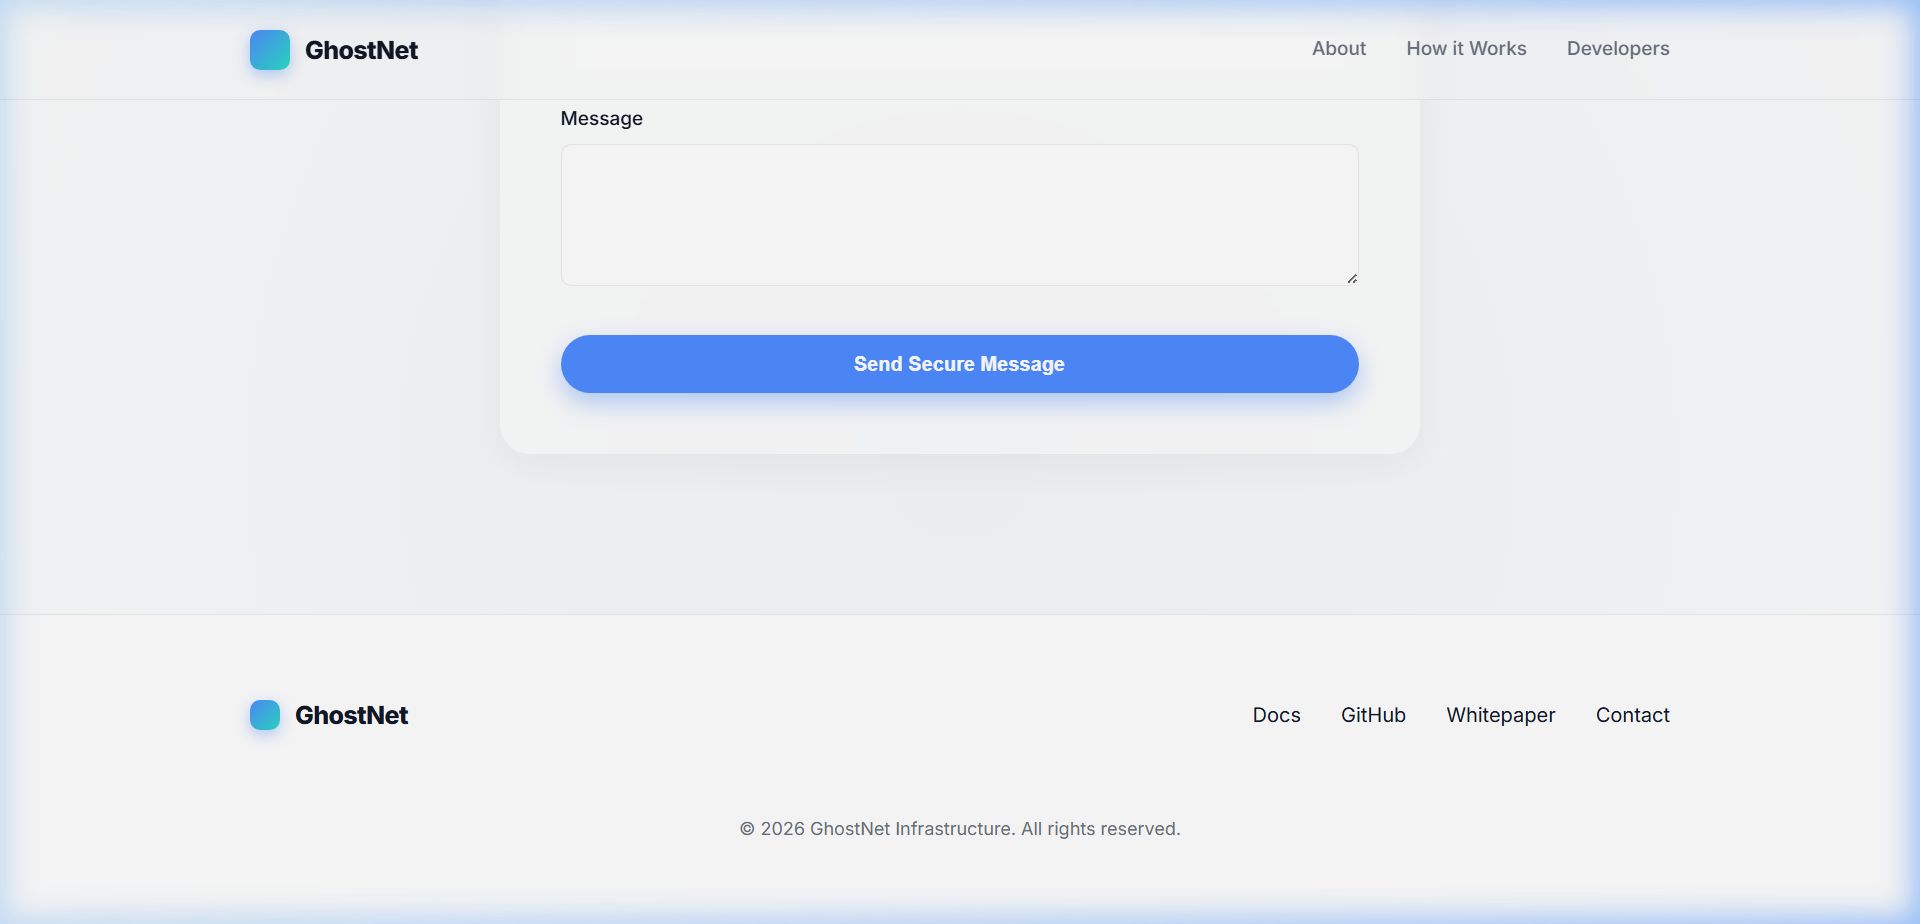 GhostNet
About How it Works Developers
Message
Send Secure Message
GhostNet
Docs GitHub Whitepaper Contact
© 2026 GhostNet Infrastructure. All rights reserved.